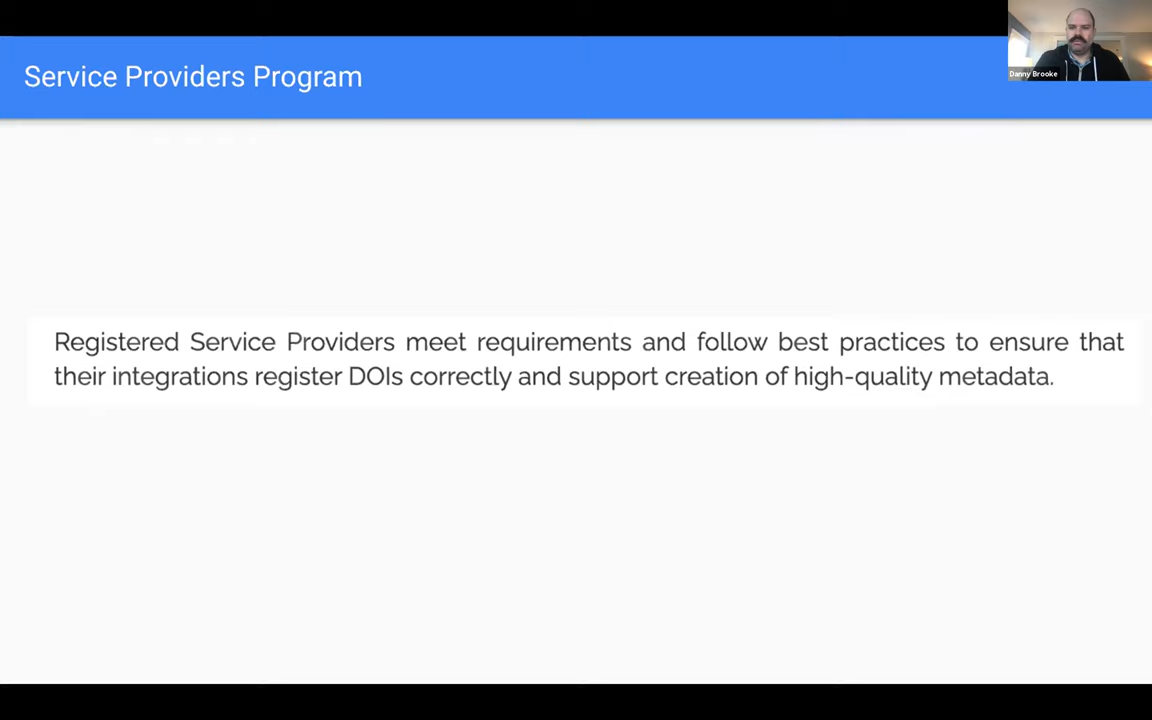 Service Providers Program
Danny Brooke
Registered Service Providers meet requirements and follow best practices to ensure that
their integrations register DOIs correctly and support creation of high-quality metadata.